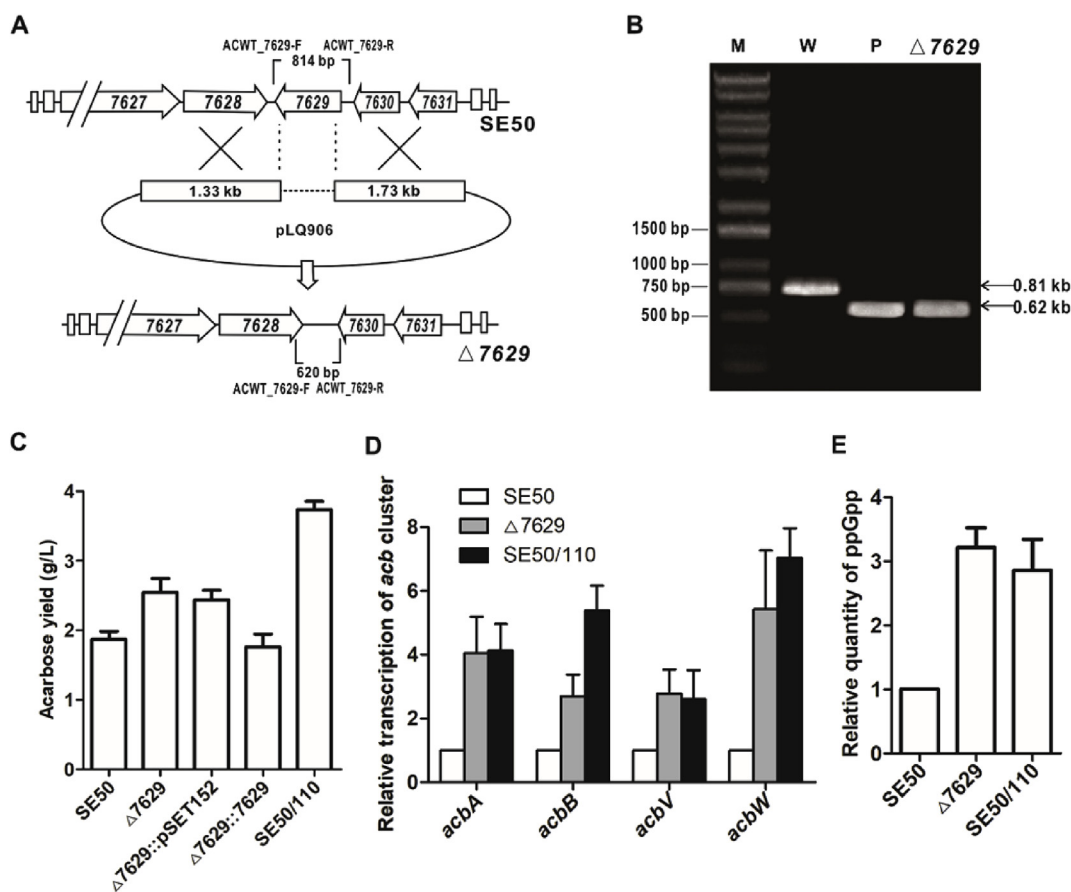 A
ACWT_7629-F ACWT_7629-R
814 bp
7627 7628 7629 7630 7631
SE50
1.33 kb 1.73 kb
pLQ906
7627 7628 7630 7631
△7629
620 bp
ACWT_7629-F ACWT_7629-R
B
M W P △7629
1500 bp
1000 bp
750 bp
500 bp
0.81 kb
0.62 kb
C
Acarbose yield (g/L)
4
3
2
1
0
SE50
△7629
△7629::pSET152
△7629::7629
SE50/110
D
Relative transcription of acb cluster
SE50
△7629
SE50/110
8
6
4
2
0
acbA
acbB
acbV
acbW
E
Relative quantity of ppGpp
4
3
2
1
0
SE50
△7629
SE50/110